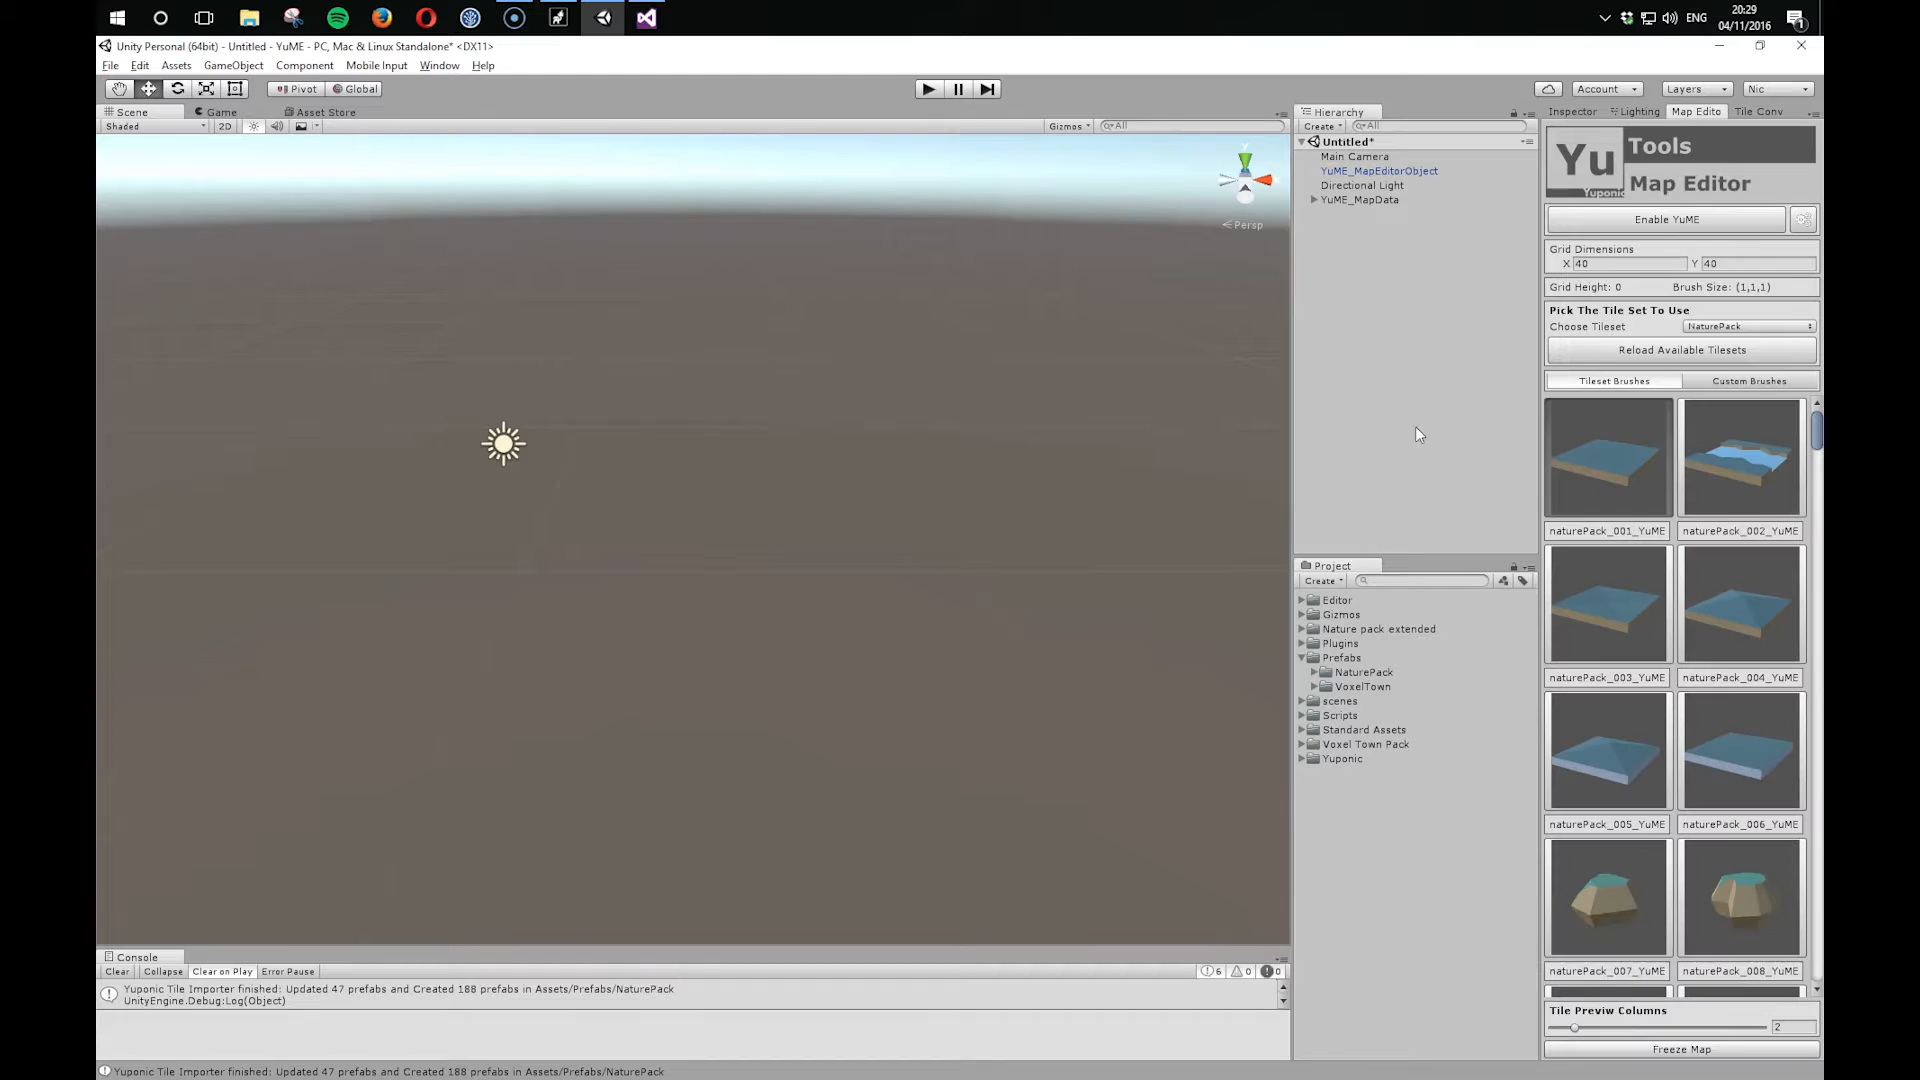 20:29
ENG
04/11/2016
Unity Personal (64bit) - Untitled - YuME - PC, Mac & Linux Standalone* <DX11>
File Edit Assets GameObject Component Mobile Input Window Help
Pivot Global
Account Layers Nic
Scene Game Asset Store
Shaded 2D Gizmos All
Y
Persp
Hierarchy
Create All
Untitled*
Main Camera
YuME_MapEditorObject
Directional Light
YuME_MapData
Project
Create
Editor
Gizmos
Nature pack extended
Plugins
Prefabs
NaturePack
VoxelTown
scenes
Scripts
Standard Assets
Voxel Town Pack
Yuponic
Inspector Lighting Map Edito Tile Conv
Yu
Yuponic
Tools
Map Editor
Enable YuME
Grid Dimensions
X 40 Y 40
Grid Height: 0 Brush Size: (1,1,1)
Pick The Tile Set To Use
Choose Tileset NaturePack
Reload Available Tilesets
Tileset Brushes Custom Brushes
naturePack_001_YuME naturePack_002_YuME
naturePack_003_YuME naturePack_004_YuME
naturePack_005_YuME naturePack_006_YuME
naturePack_007_YuME naturePack_008_YuME
Tile Previw Columns
2
Freeze Map
Console
Clear Collapse Clear on Play Error Pause 6 0 0
Yuponic Tile Importer finished: Updated 47 prefabs and Created 188 prefabs in Assets/Prefabs/NaturePack
UnityEngine.Debug:Log(Object)
Yuponic Tile Importer finished: Updated 47 prefabs and Created 188 prefabs in Assets/Prefabs/NaturePack